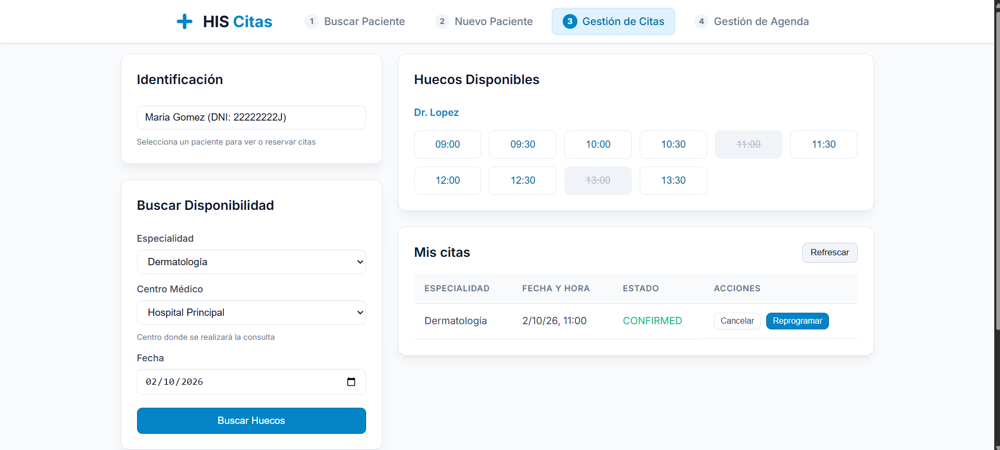 HIS Citas
1 Buscar Paciente
2 Nuevo Paciente
3 Gestión de Citas
4 Gestión de Agenda
Identificación
Maria Gomez (DNI: 22222222J)
Selecciona un paciente para ver o reservar citas
Buscar Disponibilidad
Especialidad
Dermatología
Centro Médico
Hospital Principal
Centro donde se realizará la consulta
Fecha
02/10/2026
Buscar Huecos
Huecos Disponibles
Dr. Lopez
09:00 09:30 10:00 10:30 11:00 11:30
12:00 12:30 13:00 13:30
Mis citas
Refrescar
ESPECIALIDAD FECHA Y HORA ESTADO ACCIONES
Dermatología 2/10/26, 11:00 CONFIRMED Cancelar Reprogramar